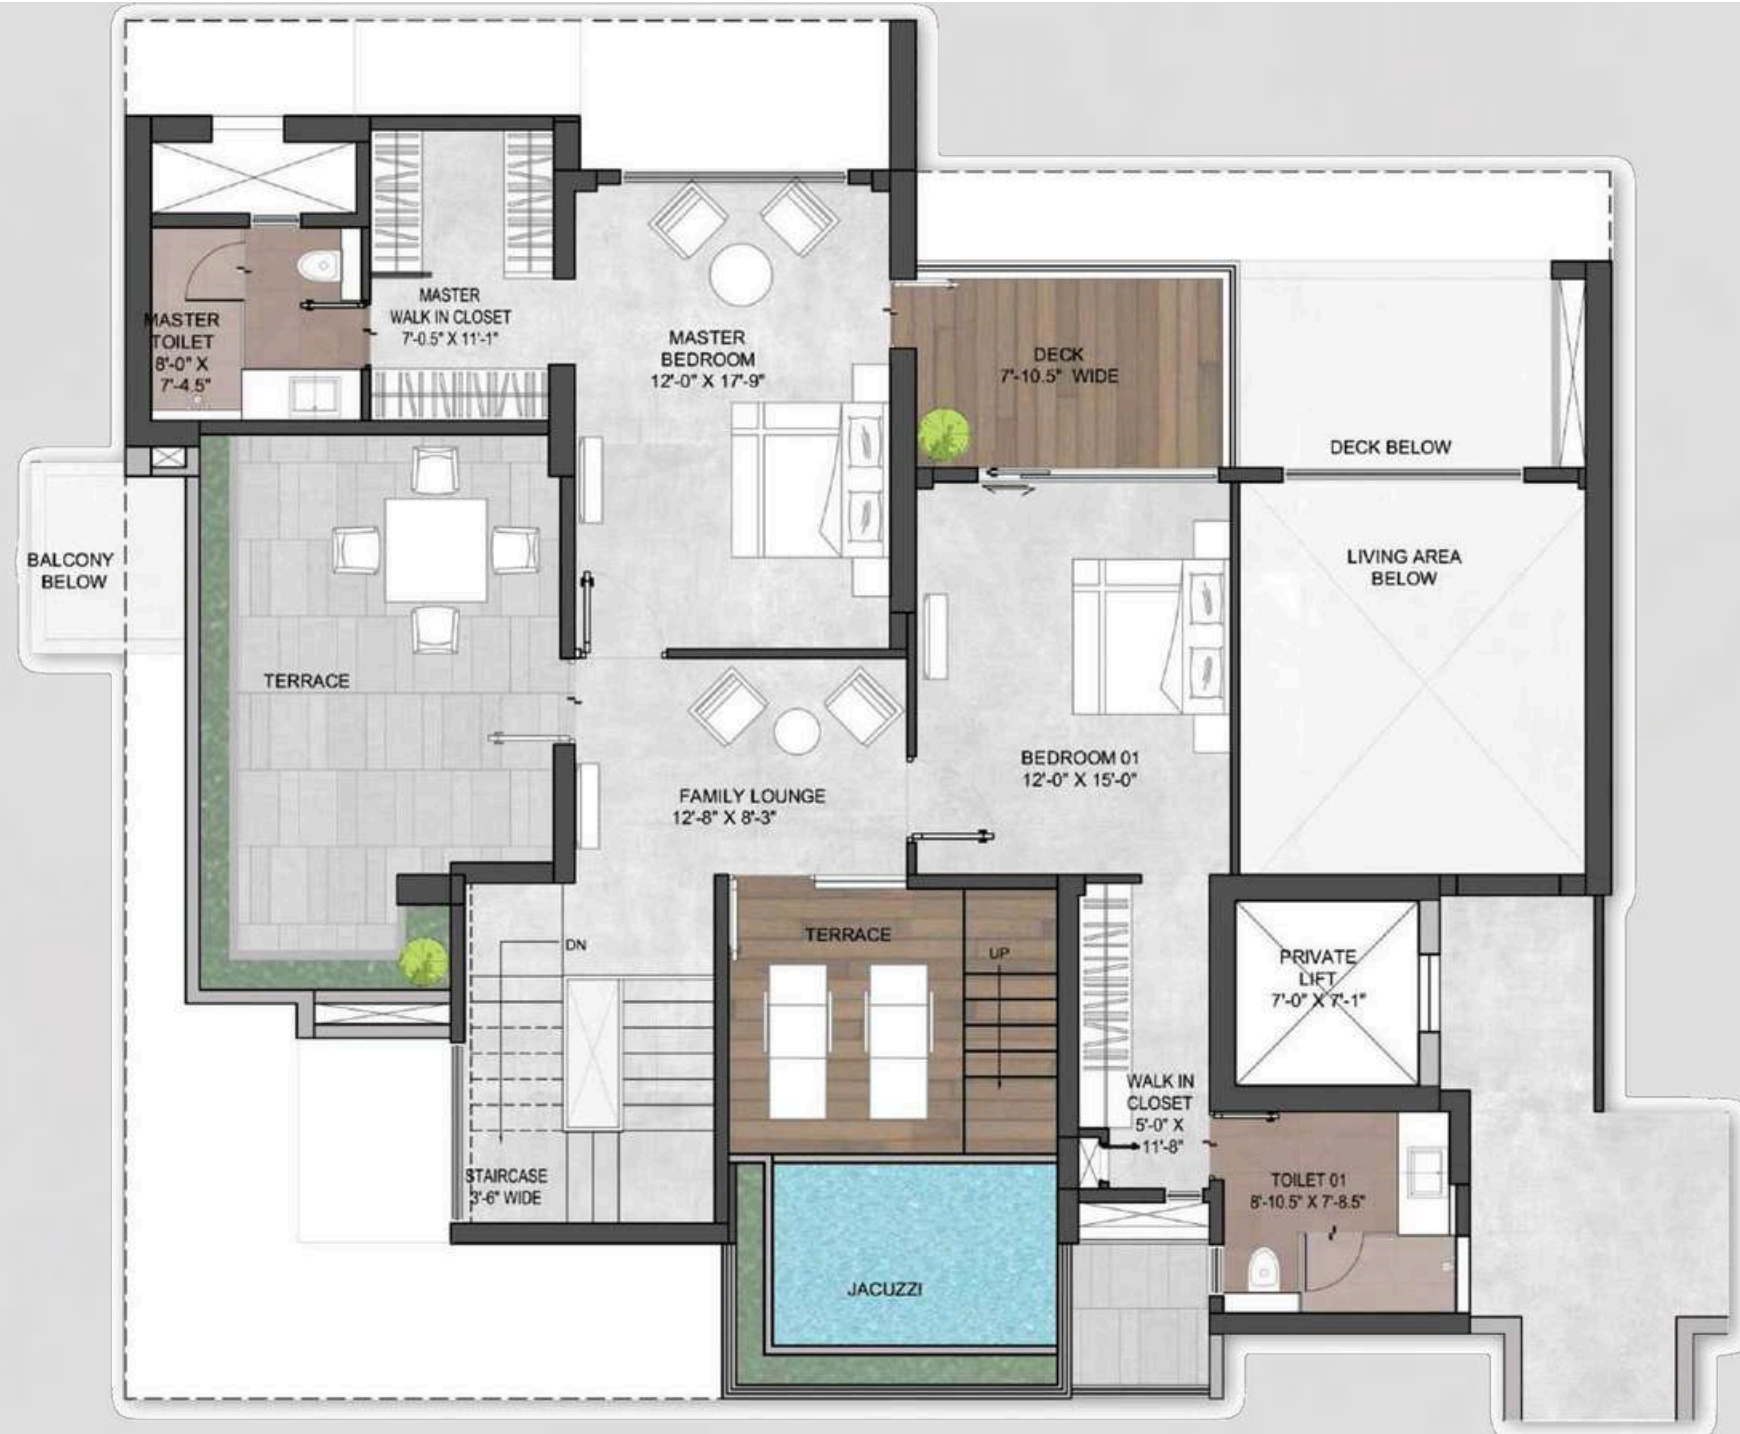 MASTER
WALK IN CLOSET
7'-0.5" X 11'-1"
MASTER
TOILET
8'-0" X
7'-4.5"
MASTER
BEDROOM
12'-0" X 17'-9"
DECK
7'-10.5" WIDE
DECK BELOW
BALCONY
BELOW
LIVING AREA
BELOW
TERRACE
BEDROOM 01
12'-0" X 15'-0"
FAMILY LOUNGE
12'-8" X 8'-3"
DN
TERRACE
UP
PRIVATE
LIFT
7'-0" X 7'-1"
WALK IN
CLOSET
5'-0" X
11'-8"
STAIRCASE
3'-6" WIDE
TOILET 01
8'-10.5" X 7'-8.5"
JACUZZI